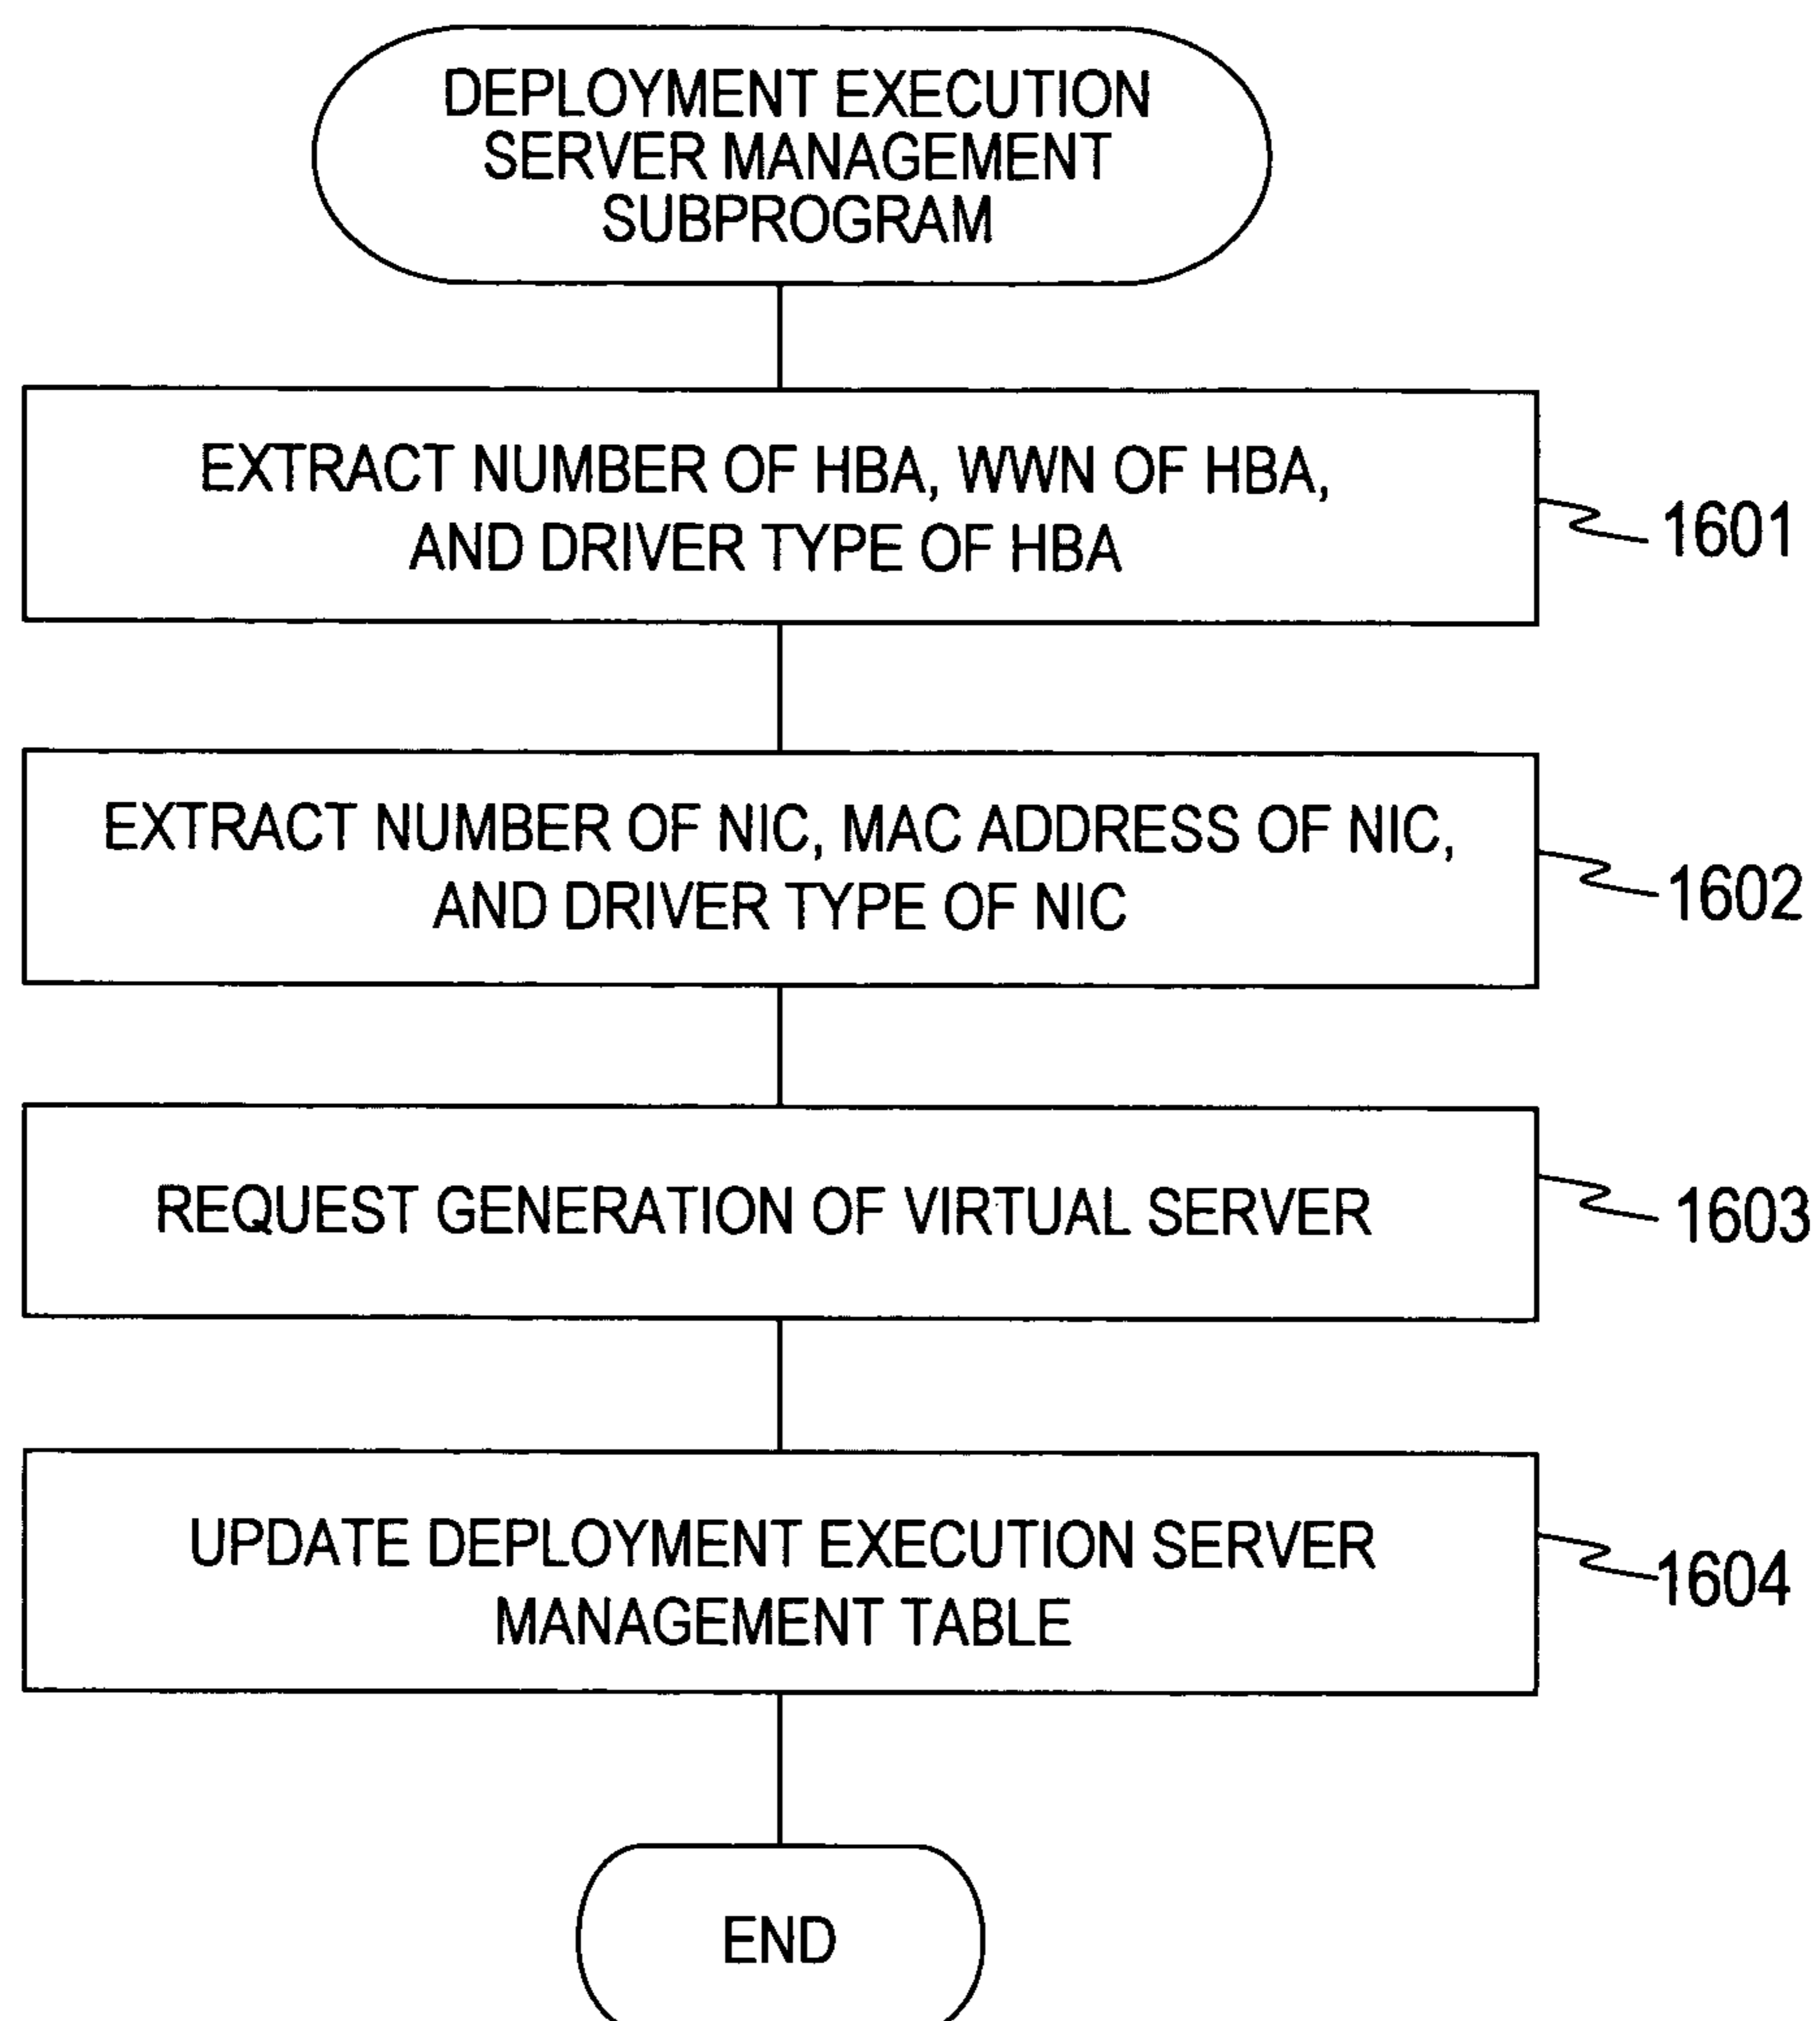 DEPLOYMENT EXECUTION
SERVER MANAGEMENT
SUBPROGRAM
EXTRACT NUMBER OF HBA, WWN OF HBA,
AND DRIVER TYPE OF HBA
1601
EXTRACT NUMBER OF NIC, MAC ADDRESS OF NIC,
AND DRIVER TYPE OF NIC
1602
REQUEST GENERATION OF VIRTUAL SERVER
1603
UPDATE DEPLOYMENT EXECUTION SERVER
MANAGEMENT TABLE
1604
END